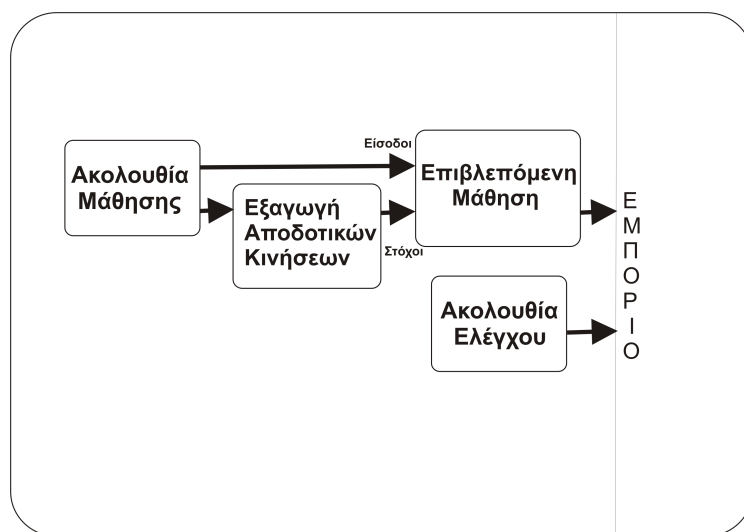 Είσοδοι
Ακολουθία
Μάθησης
Επιβλεπόμενη
Μάθηση
Εξαγωγή
Αποδοτικών
Κινήσεων
Στόχοι
Ακολουθία
Ελέγχου
Ε
Μ
Π
Ο
Ρ
Ι
Ο